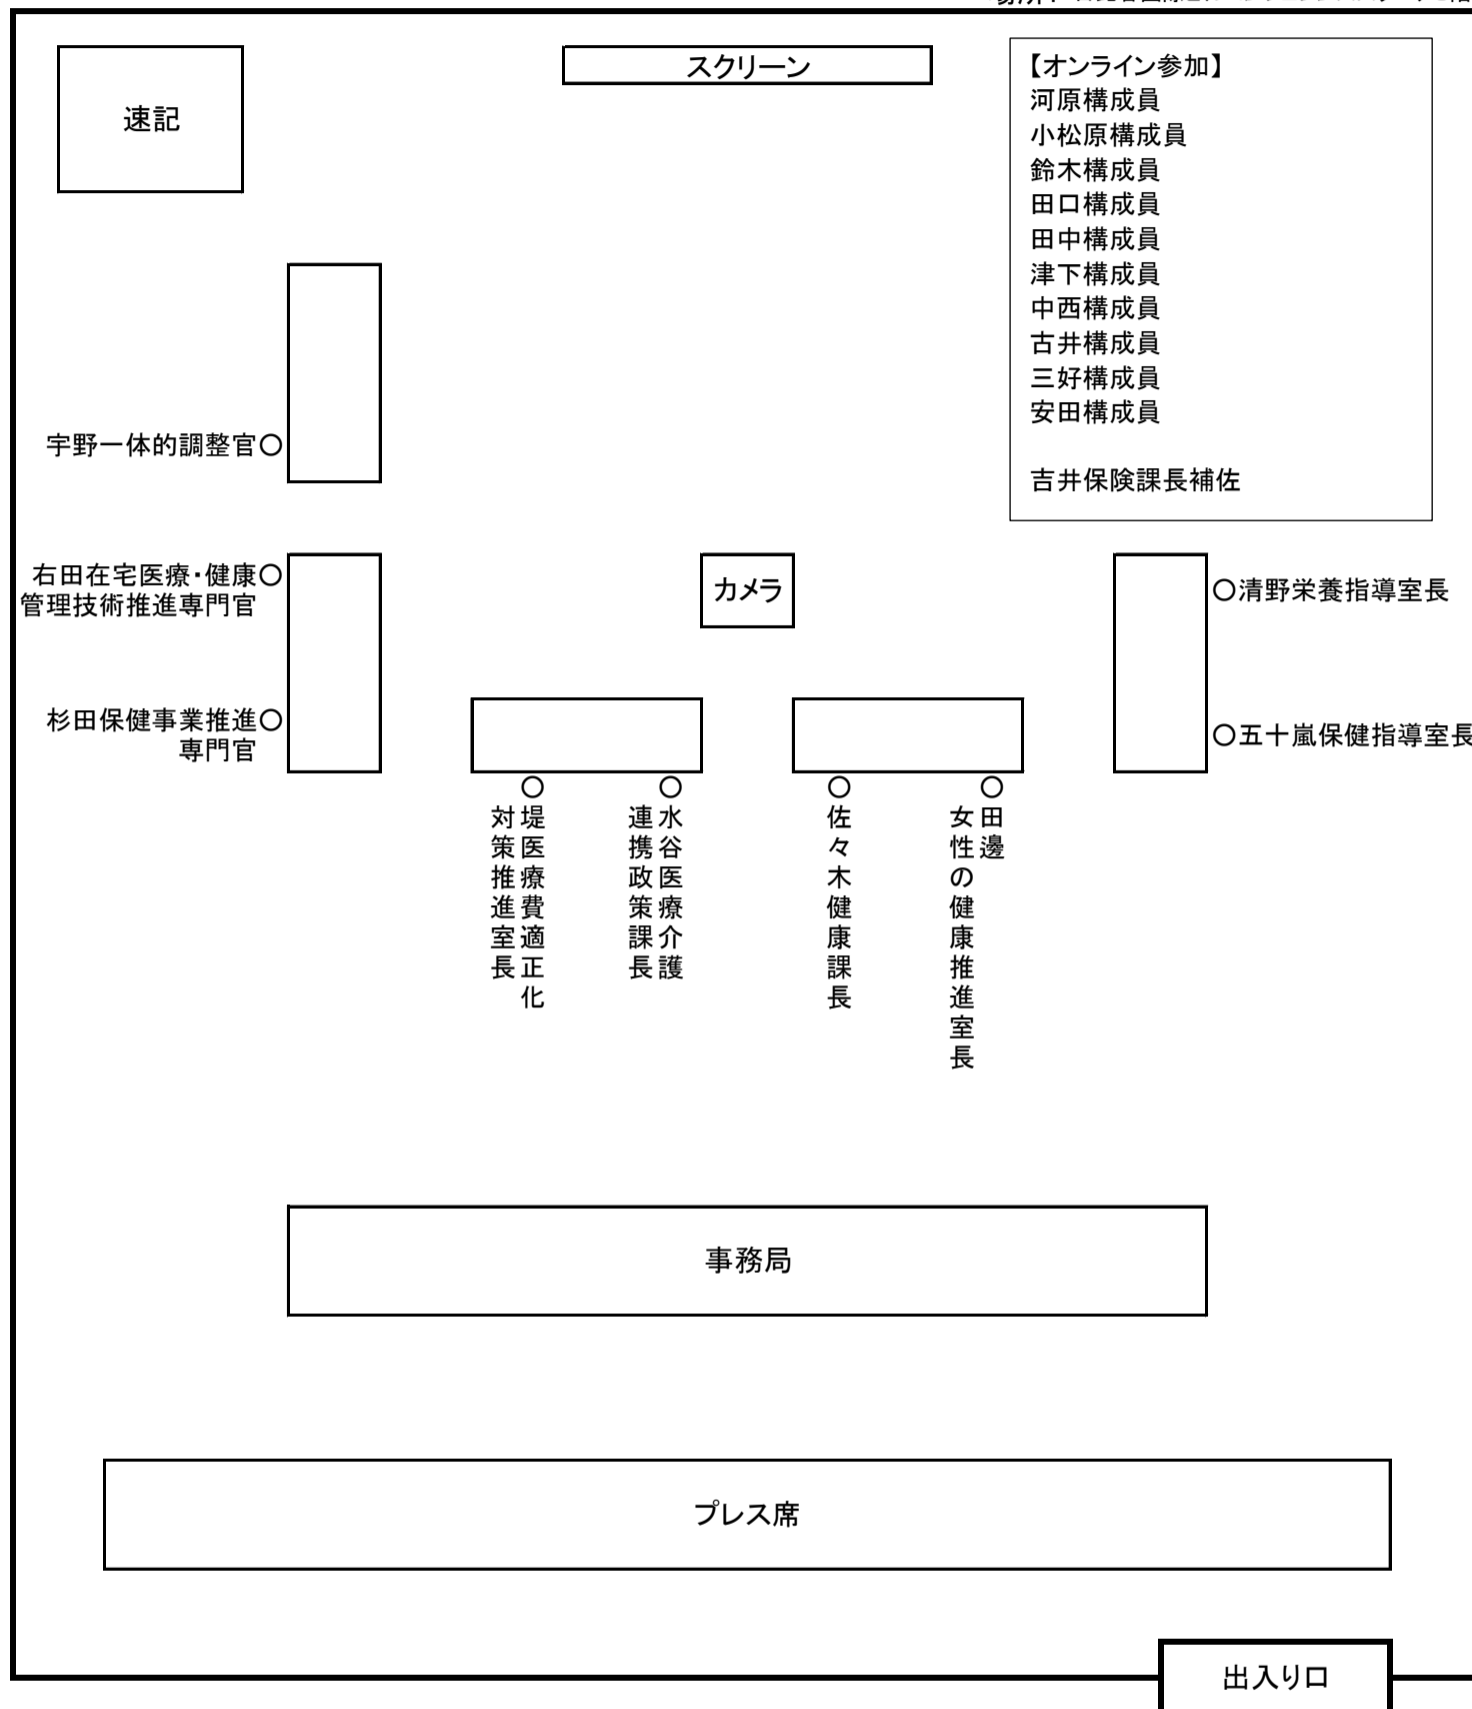 スクリーン
速記
【オンライン参加】
河原構成員
小松原構成員
鈴木構成員
田口構成員
田中構成員
津下構成員
中西構成員
古井構成員
三好構成員
安田構成員
吉井保険課長補佐
宇野一体的調整官○
右田在宅医療・健康○
管理技術推進専門官
杉田保健事業推進○
専門官
カメラ
○清野栄養指導室長
○五十嵐保健指導室長
○堤医療費適正化
対策推進室長
○水谷医療介護
連携政策課長
○佐々木健康課長
○田邊
女性の健康推進室長
事務局
プレス席
出入り口